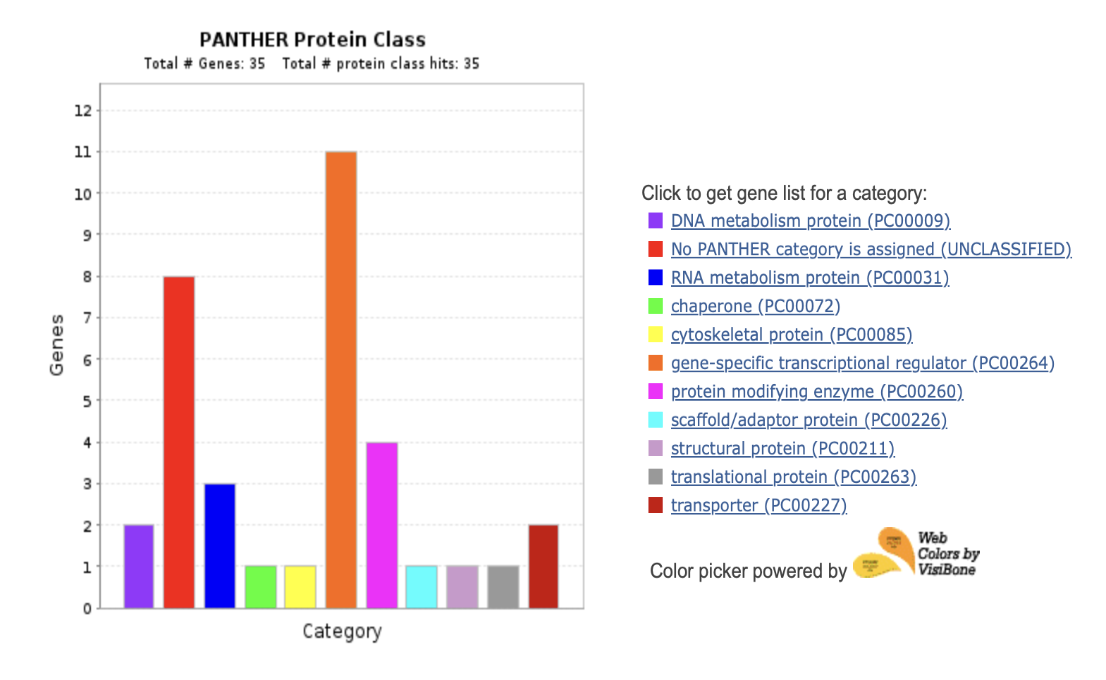 PANTHER Protein Class
Total # Genes: 35 Total # protein class hits: 35
12
11
10
9
8
7
6
5
4
3
2
1
0
Genes
Category
Click to get gene list for a category:
DNA metabolism protein (PC00009)
No PANTHER category is assigned (UNCLASSIFIED)
RNA metabolism protein (PC00031)
chaperone (PC00072)
cytoskeletal protein (PC00085)
gene-specific transcriptional regulator (PC00264)
protein modifying enzyme (PC00260)
scaffold/adaptor protein (PC00226)
structural protein (PC00211)
translational protein (PC00263)
transporter (PC00227)
Color picker powered by
Web
Colors by
VisiBone